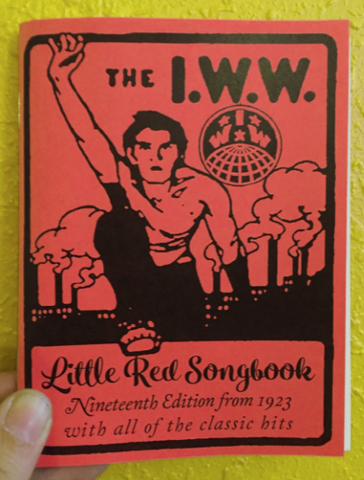 THE I.W.W.
I
W W
Little Red Songbook
Nineteenth Edition from 1923
with all of the classic hits